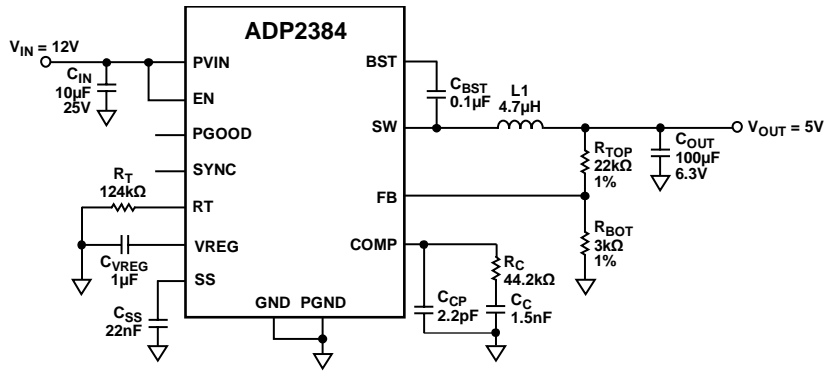 ADP2384
V_IN = 12V
C_IN
10µF
25V
PVIN
EN
PGOOD
SYNC
R_T
124kΩ
RT
VREG
C_VREG
1µF
SS
C_SS
22nF
GND PGND
BST
C_BST
0.1µF
L1
4.7µH
SW
R_TOP
22kΩ
1%
C_OUT
100µF
6.3V
V_OUT = 5V
FB
R_BOT
3kΩ
1%
COMP
R_C
44.2kΩ
C_CP
2.2pF
C_C
1.5nF